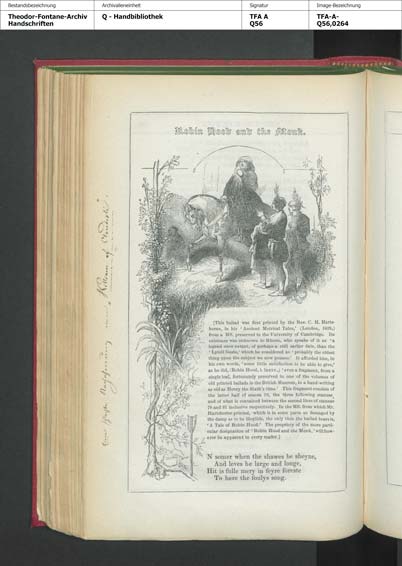 Bestandsbezeichnung
Archivalieneinheit
Signatur
Image-Bezeichnung
Theodor-Fontane-Archiv
Handschriften
Q - Handbibliothek
TFA A
Q56
TFA-A-
Q56,0264
Robin Hood and the Monk.
[This ballad was first printed by the Rev. C. H. Harts-
horne, in his 'Ancient Metrical Tales,' (London, 1829,)
from a MS. preserved in the University of Cambridge. Its
existence was unknown to Ritson, who speaks of it as 'a
legend once extant, of perhaps a still earlier date, than the
'Lytell Geste,' which he considered as 'probably the oldest
thing upon the subject we now possess.' It afforded him, in
his own words, 'some little satisfaction to be able to give,'
as he did, (Robin Hood, i.
even a fragment, from a
single leaf, fortunately preserved in one of the volumes of
old printed ballads in the British Museum, in a hand-writing
as old as Henry the Sixth's time.' This fragment consists of
the latter half of stanza
the three following stanzas,
and of what is contained between the second lines of stanzas
inclusive respectively. In the MS. from which Mr.
Hartshorne printed, which is in some parts so damaged by
the damp as to be illegible, the only title the ballad bears is,
'A Tale of Robin Hood.' The propriety of the more parti-
cular designation of 'Robin Hood and the Monk,' will how-
ever be apparent to every reader.]
N somer when the shawes be sheyne,
And leves be large and longe,
Hit is fulle mery in feyre foreste
To here the foulys song.